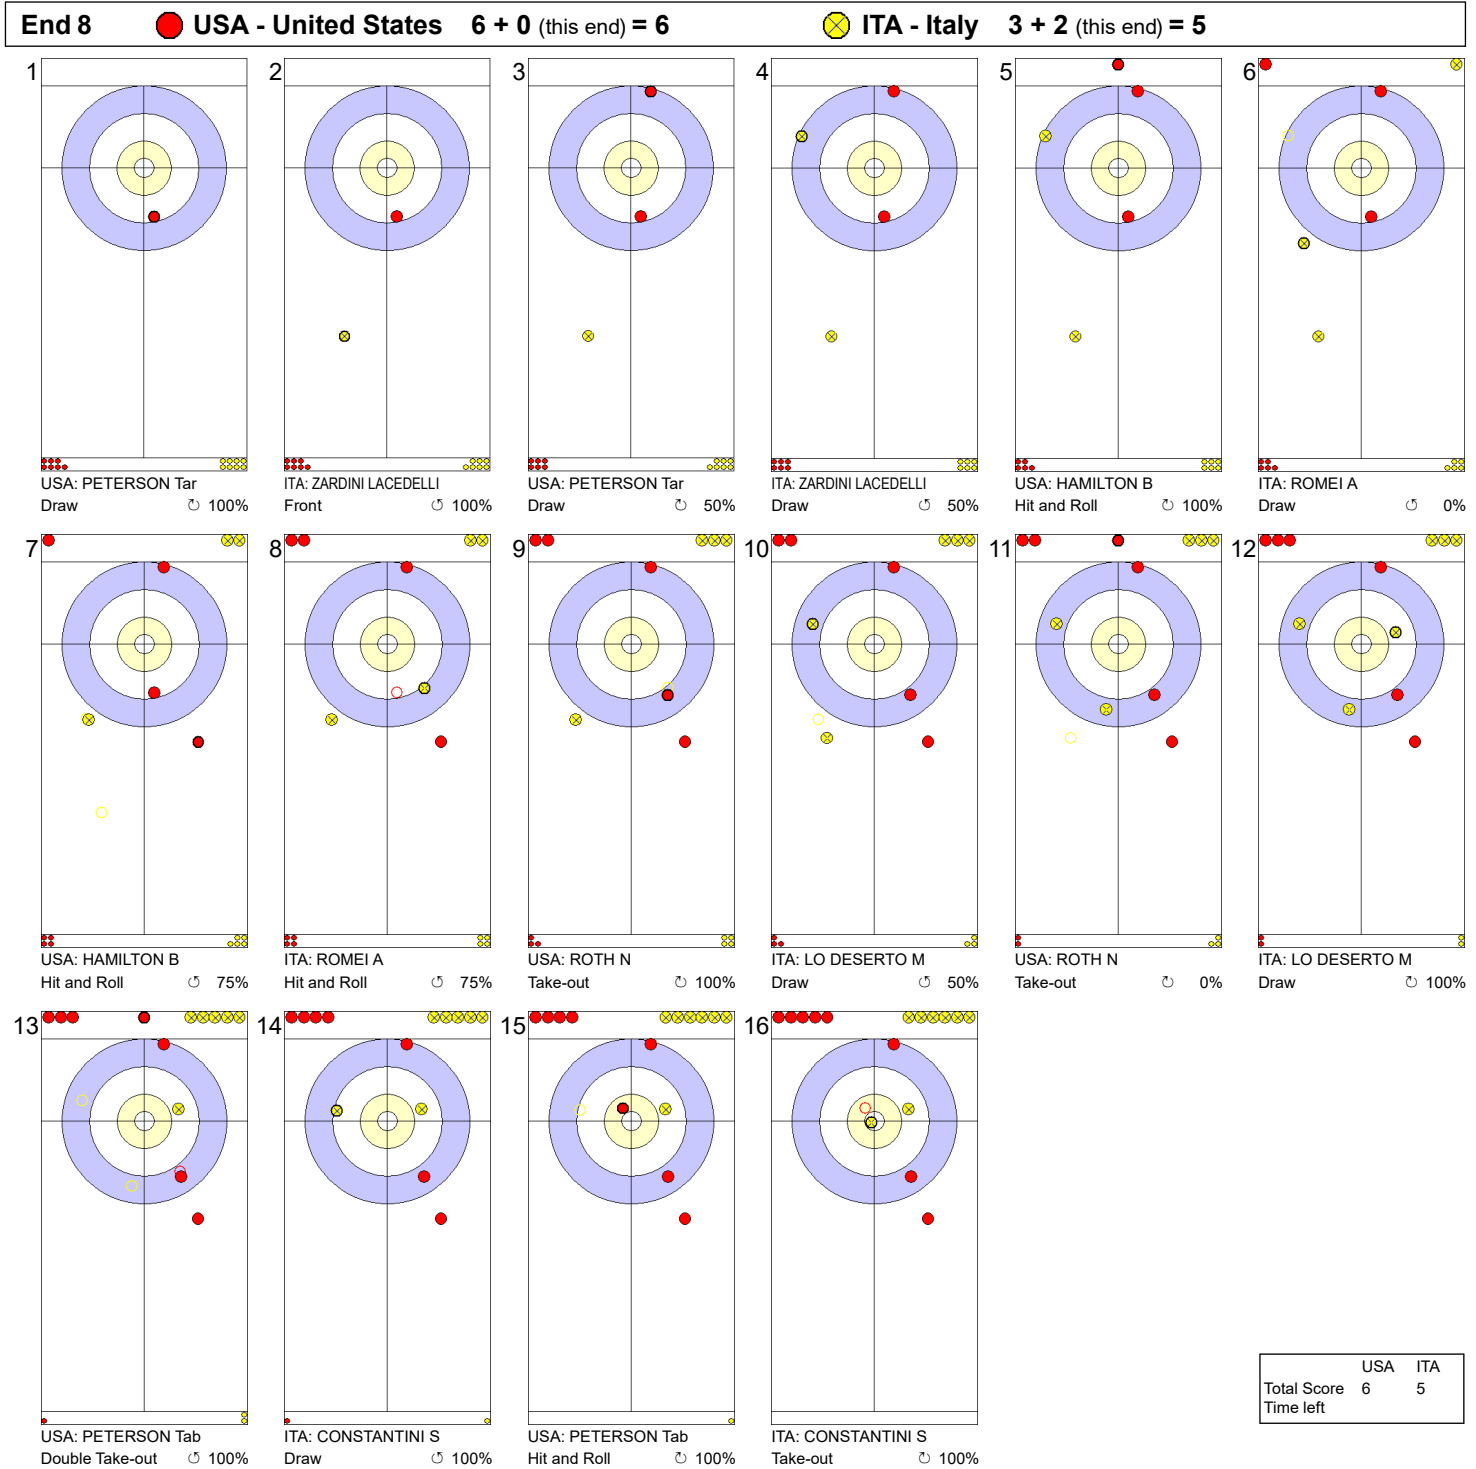 End 8 USA - United States 6 + 0 (this end) = 6 ITA - Italy 3 + 2 (this end) = 5
1 2 3 4 5 6
USA: PETERSON Tar ITA: ZARDINI LACEDELLI USA: PETERSON Tar ITA: ZARDINI LACEDELLI USA: HAMILTON B ITA: ROMEI A
Draw ↻ 100% Front ↻ 100% Draw ↺ 50% Draw ↺ 50% Hit and Roll ↻ 100% Draw ↺ 0%
7 8 9 10 11 12
USA: HAMILTON B ITA: ROMEI A USA: ROTH N ITA: LO DESERTO M USA: ROTH N ITA: LO DESERTO M
Hit and Roll ↺ 75% Hit and Roll ↺ 75% Take-out ↻ 100% Draw ↺ 50% Take-out ↻ 0% Draw ↺ 100%
13 14 15 16
USA: PETERSON Tab ITA: CONSTANTINI S USA: PETERSON Tab ITA: CONSTANTINI S
Double Take-out ↺ 100% Draw ↺ 100% Hit and Roll ↻ 100% Take-out ↻ 100%
USA ITA
Total Score 6 5
Time left